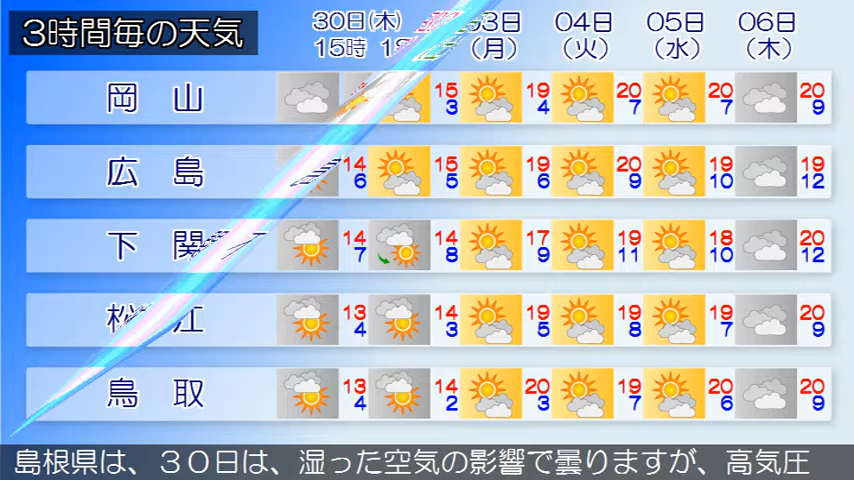 3時間毎の天気
30日(木) 03日 04日 05日 06日
15時 18 (月) (火) (水) (木)
岡 山 15 3 19 4 20 7 20 7 20 9
広 島 14 6 15 5 19 6 20 9 19 10 19 12
下 関 14 7 14 8 17 9 19 11 18 10 20 12
松 江 13 4 14 3 19 5 19 8 19 7 20 9
鳥 取 13 4 14 2 20 3 19 7 20 6 20 9
島根県は、30日は、湿った空気の影響で曇りますが、高気圧